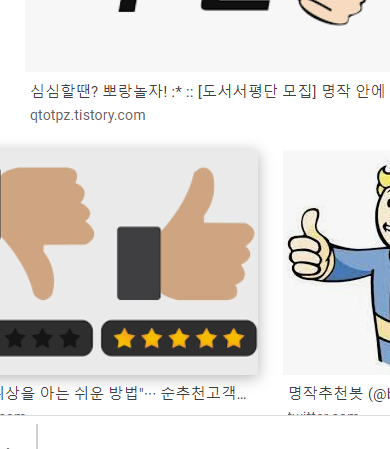 심심할땐? 뽀랑놀자! :* :: [도서서평단 모집] 명작 안에
qtotpz.tistory.com
상을 아는 쉬운 방법"··· 순추천고객...
명작추천봇 (@